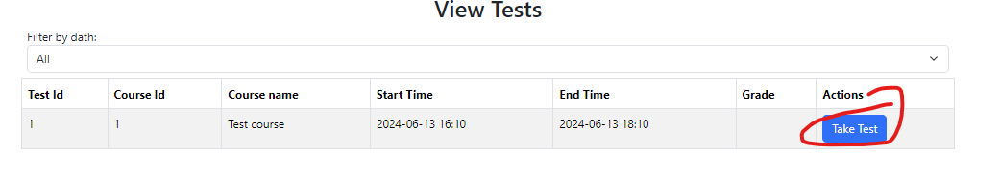 View Tests
Filter by dath:
All
Test Id Course Id Course name Start Time End Time Grade Actions
1 1 Test course 2024-06-13 16:10 2024-06-13 18:10 Take Test